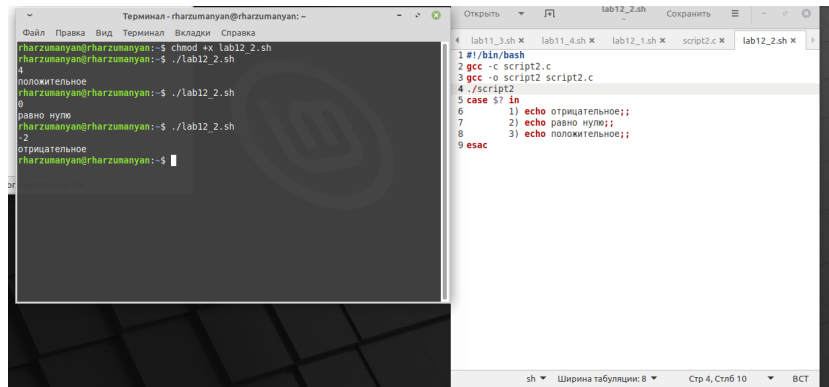 Терминал - rharzumanyan@rharzumanyan: ~
Файл Правка Вид Терминал Вкладки Справка
rharzumanyan@rharzumanyan:~$ chmod +x lab12_2.sh
rharzumanyan@rharzumanyan:~$ ./lab12_2.sh
4
положительное
rharzumanyan@rharzumanyan:~$ ./lab12_2.sh
0
равно нулю
rharzumanyan@rharzumanyan:~$ ./lab12_2.sh
-2
отрицательное
rharzumanyan@rharzumanyan:~$
Открыть lab12_2.sh Сохранить
~
lab11_3.sh × lab11_4.sh × lab12_1.sh × script2.c × lab12_2.sh ×
1 #!/bin/bash
2 gcc -c script2.c
3 gcc -o script2 script2.c
4 ./script2
5 case $? in
6 1) echo отрицательное;;
7 2) echo равно нулю;;
8 3) echo положительное;;
9 esac
sh Ширина табуляции: 8 Стр 4, Стлб 10 ВСТ